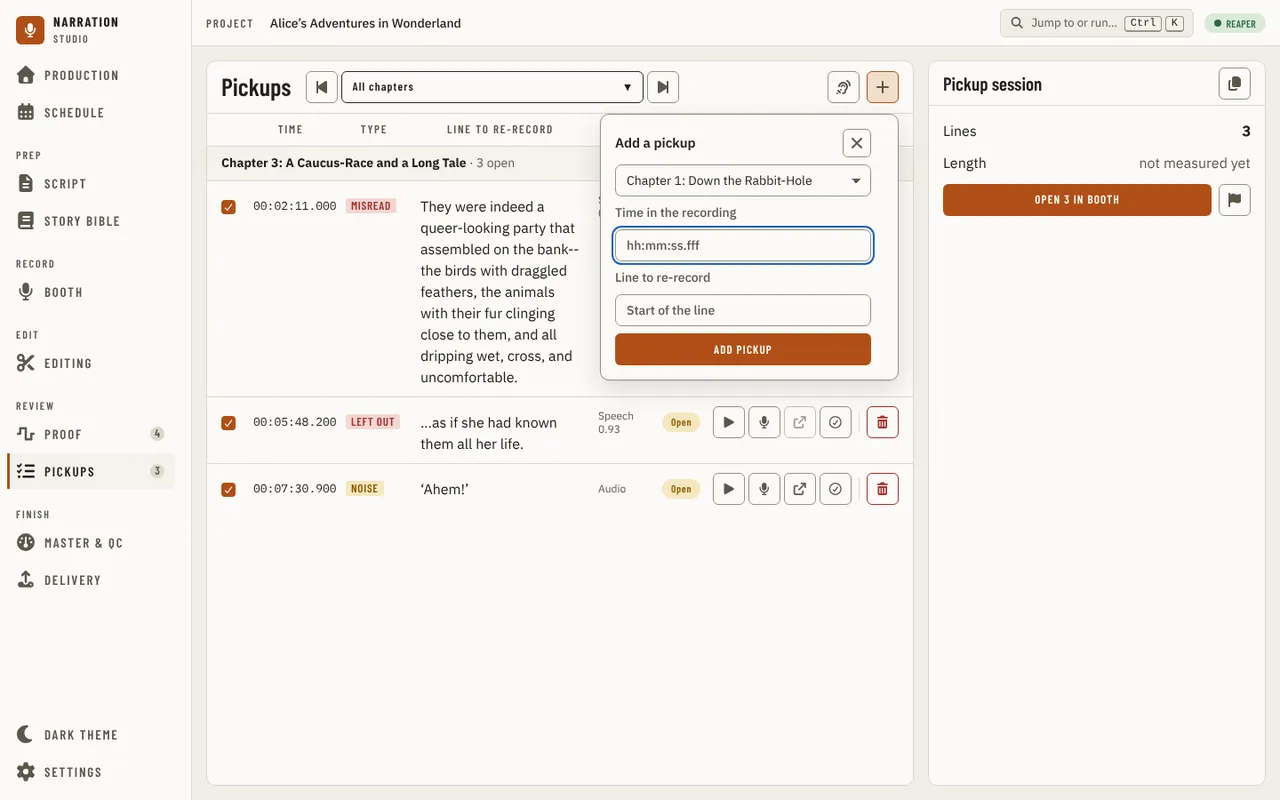 NARRATION
STUDIO
PRODUCTION
SCHEDULE
PREP
SCRIPT
STORY BIBLE
RECORD
BOOTH
EDIT
EDITING
REVIEW
PROOF 4
PICKUPS 3
FINISH
MASTER & QC
DELIVERY
DARK THEME
SETTINGS
PROJECT Alice’s Adventures in Wonderland
Jump to or run... Ctrl K
REAPER
Pickups
All chapters
TIME TYPE LINE TO RE-RECORD
Chapter 3: A Caucus-Race and a Long Tale · 3 open
00:02:11.000 MISREAD They were indeed a
queer-looking party that
assembled on the bank--
the birds with draggled
feathers, the animals
with their fur clinging
close to them, and all
dripping wet, cross, and
uncomfortable.
00:05:48.200 LEFT OUT ...as if she had known
them all her life.
Speech
0.93
Open
00:07:30.900 NOISE ‘Ahem!’ Audio Open
Add a pickup
Chapter 1: Down the Rabbit-Hole
Time in the recording
hh:mm:ss.fff
Line to re-record
Start of the line
ADD PICKUP
Pickup session
Lines 3
Length not measured yet
OPEN 3 IN BOOTH